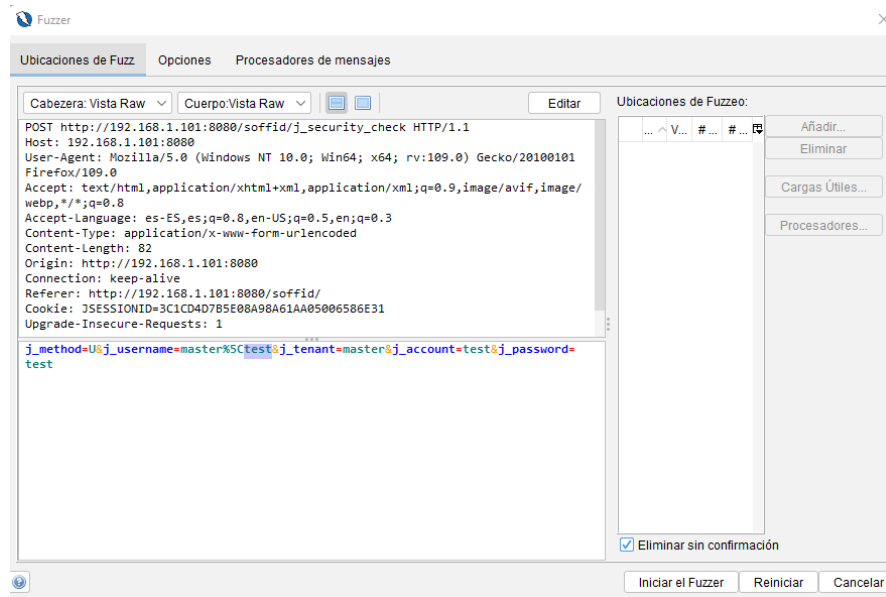 Fuzzer
Ubicaciones de Fuzz Opciones Procesadores de mensajes
Cabezera: Vista Raw Cuerpo:Vista Raw Editar
Ubicaciones de Fuzzeo:
POST http://192.168.1.101:8080/soffid/j_security_check HTTP/1.1
Host: 192.168.1.101:8080
User-Agent: Mozilla/5.0 (Windows NT 10.0; Win64; x64; rv:109.0) Gecko/20100101
Firefox/109.0
Accept: text/html,application/xhtml+xml,application/xml;q=0.9,image/avif,image/
webp,*/*;q=0.8
Accept-Language: es-ES,es;q=0.8,en-US;q=0.5,en;q=0.3
Content-Type: application/x-www-form-urlencoded
Content-Length: 82
Origin: http://192.168.1.101:8080
Connection: keep-alive
Referer: http://192.168.1.101:8080/soffid/
Cookie: JSESSIONID=3C1CD4D7B5E08A98A61AA05006586E31
Upgrade-Insecure-Requests: 1
j_method=U&j_username=master%5Ctest&j_tenant=master&j_account=test&j_password=
test
... V... # ... # ...
Añadir...
Eliminar
Cargas Útiles...
Procesadores...
Eliminar sin confirmación
Iniciar el Fuzzer Reiniciar Cancelar